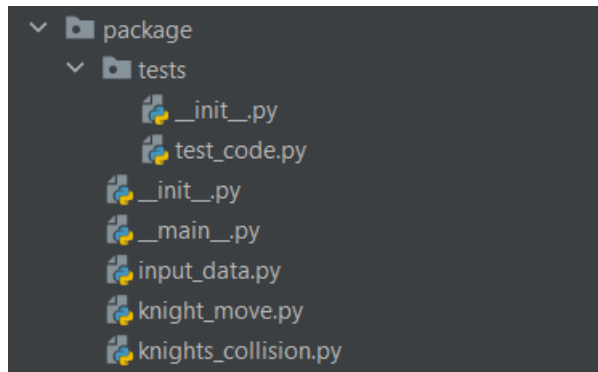 package
tests
__init__.py
test_code.py
__init__.py
__main__.py
input_data.py
knight_move.py
knights_collision.py